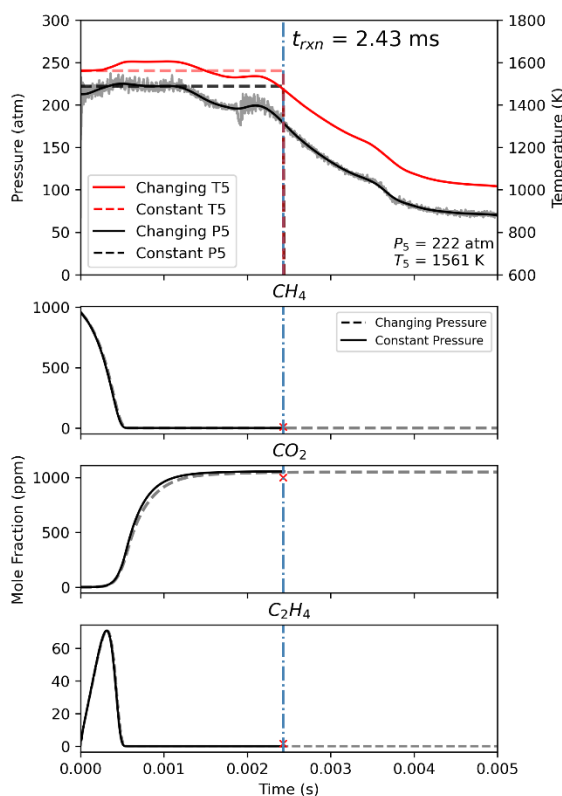 t_rxn = 2.43 ms
300
250
200
150
100
50
0
Pressure (atm)
1800
1600
1400
1200
1000
800
600
Temperature (K)
Changing T5
Constant T5
Changing P5
Constant P5
P₅ = 222 atm
T₅ = 1561 K
CH₄
1000
500
0
Changing Pressure
Constant Pressure
CO₂
1000
500
0
Mole Fraction (ppm)
C₂H₄
60
40
20
0
0.000 0.001 0.002 0.003 0.004 0.005
Time (s)